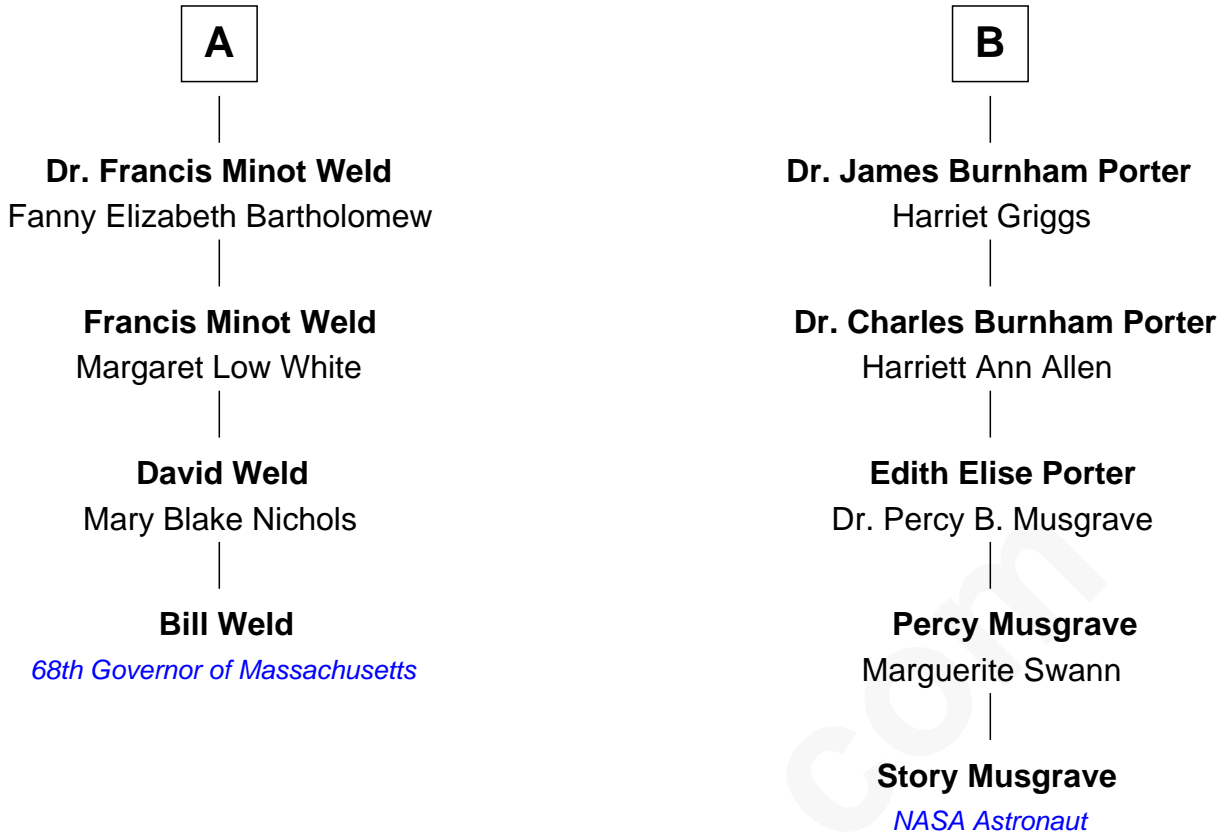 A
Dr. Francis Minot Weld
Fanny Elizabeth Bartholomew
Francis Minot Weld
Margaret Low White
David Weld
Mary Blake Nichols
Bill Weld
68th Governor of Massachusetts
B
Dr. James Burnham Porter
Harriet Griggs
Dr. Charles Burnham Porter
Harriett Ann Allen
Edith Elise Porter
Dr. Percy B. Musgrave
Percy Musgrave
Marguerite Swann
Story Musgrave
NASA Astronaut
com